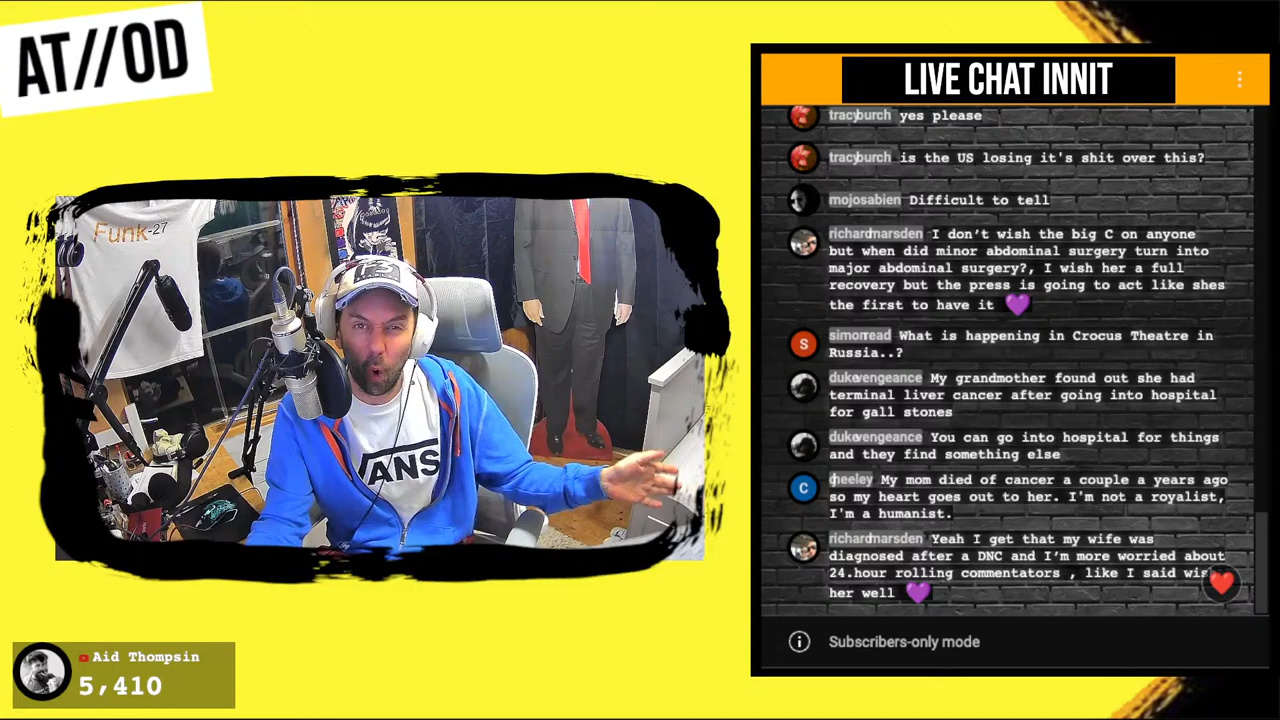 AT//OD
LIVE CHAT INNIT
tracyburch yes please
tracyburch is the US losing it's shit over this?
mojosabien Difficult to tell
richardmarsden I don't wish the big C on anyone
but when did minor abdominal surgery turn into
major abdominal surgery?, I wish her a full
recovery but the press is going to act like shes
the first to have it 💜
simonread What is happening in Crocus Theatre in
Russia..?
dukevengeance My grandmother found out she had
terminal liver cancer after going into hospital
for gall stones
dukevengeance You can go into hospital for things
and they find something else
cheeley My mom died of cancer a couple a years ago
so my heart goes out to her. I'm not a royalist,
I'm a humanist.
richardmarsden Yeah I get that my wife was
diagnosed after a DNC and I'm more worried about
24.hour rolling commentators , like I said wis
her well 💜
Subscribers-only mode
Funk-27
VANS
Aid Thompsin
5,410
S
C